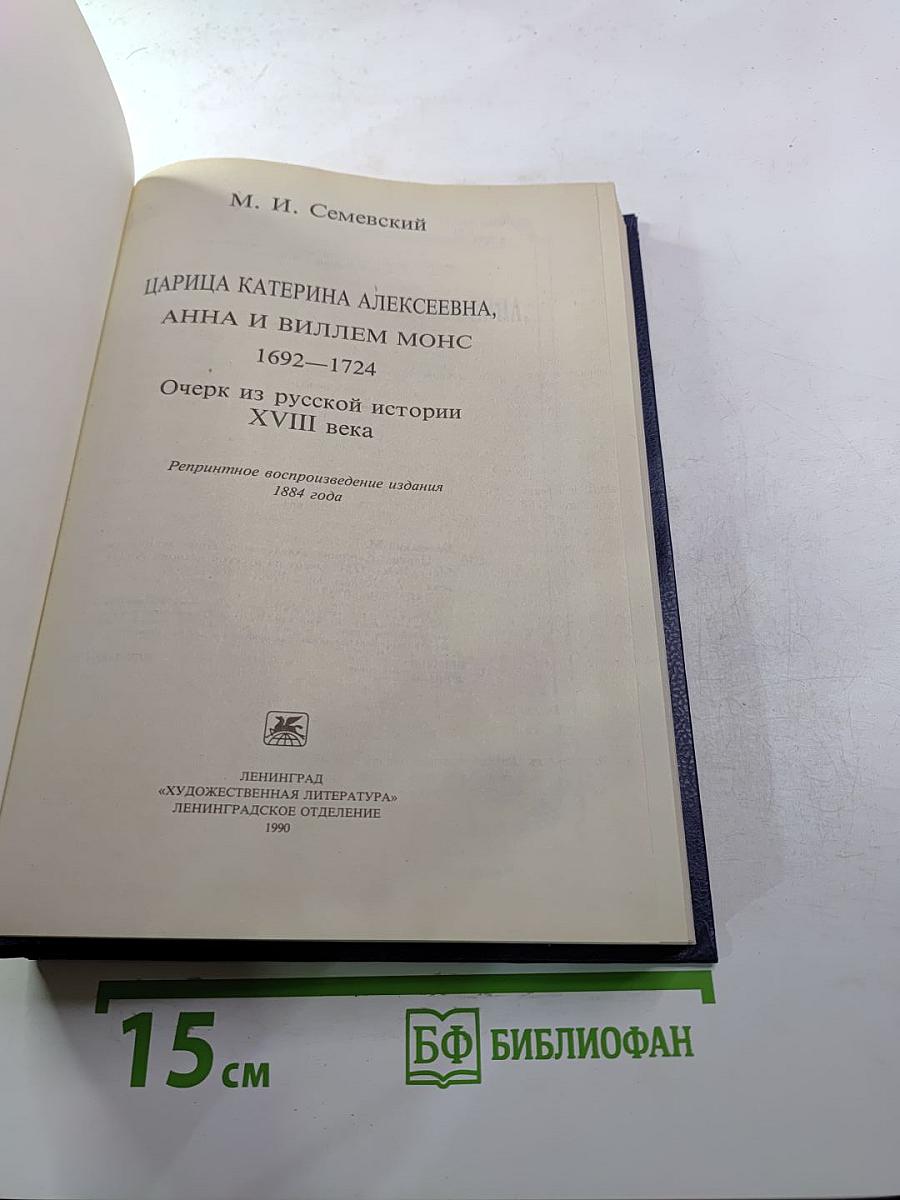 М. И. Семевский
ЦАРИЦА КАТЕРИНА АЛЕКСЕЕВНА,
АННА И ВИЛЛЕМ МОНС
1692—1724
Очерк из русской истории
XVIII века
Репринтное воспроизведение издания
1884 года
ЛЕНИНГРАД
«ХУДОЖЕСТВЕННАЯ ЛИТЕРАТУРА»
ЛЕНИНГРАДСКОЕ ОТДЕЛЕНИЕ
1990
15 см
БФ БИБЛИОФАН